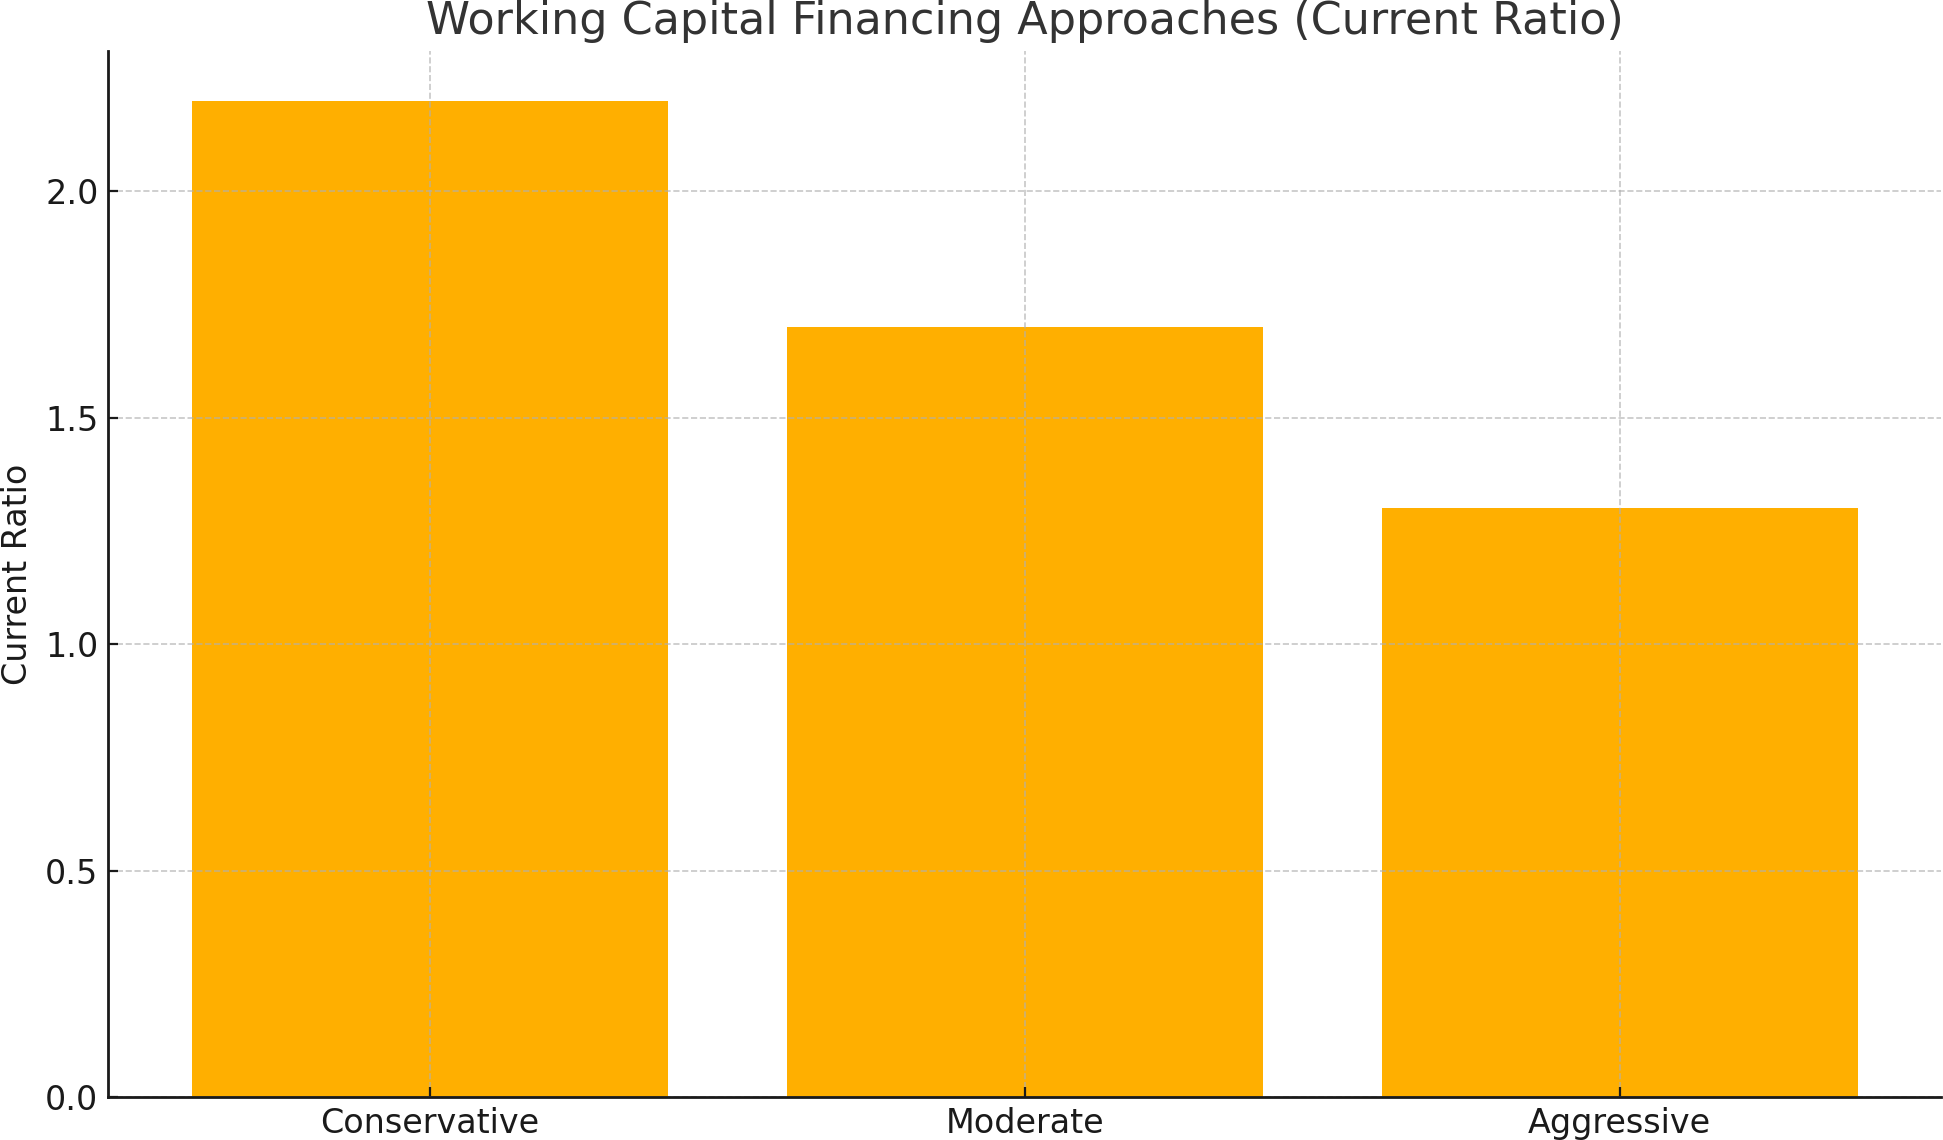 Working Capital Financing Approaches (Current Ratio)
Current Ratio
2.0
1.5
1.0
0.5
0.0
Conservative Moderate Aggressive